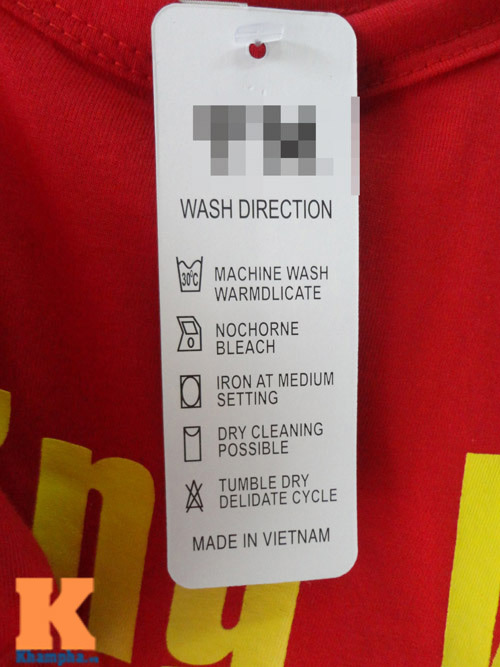 WASH DIRECTION
30°C
MACHINE WASH
WARMDLICATE
NOCHORNE
BLEACH
IRON AT MEDIUM
SETTING
DRY CLEANING
POSSIBLE
TUMBLE DRY
DELIDATE CYCLE
MADE IN VIETNAM
ny
K
Khampha.vn